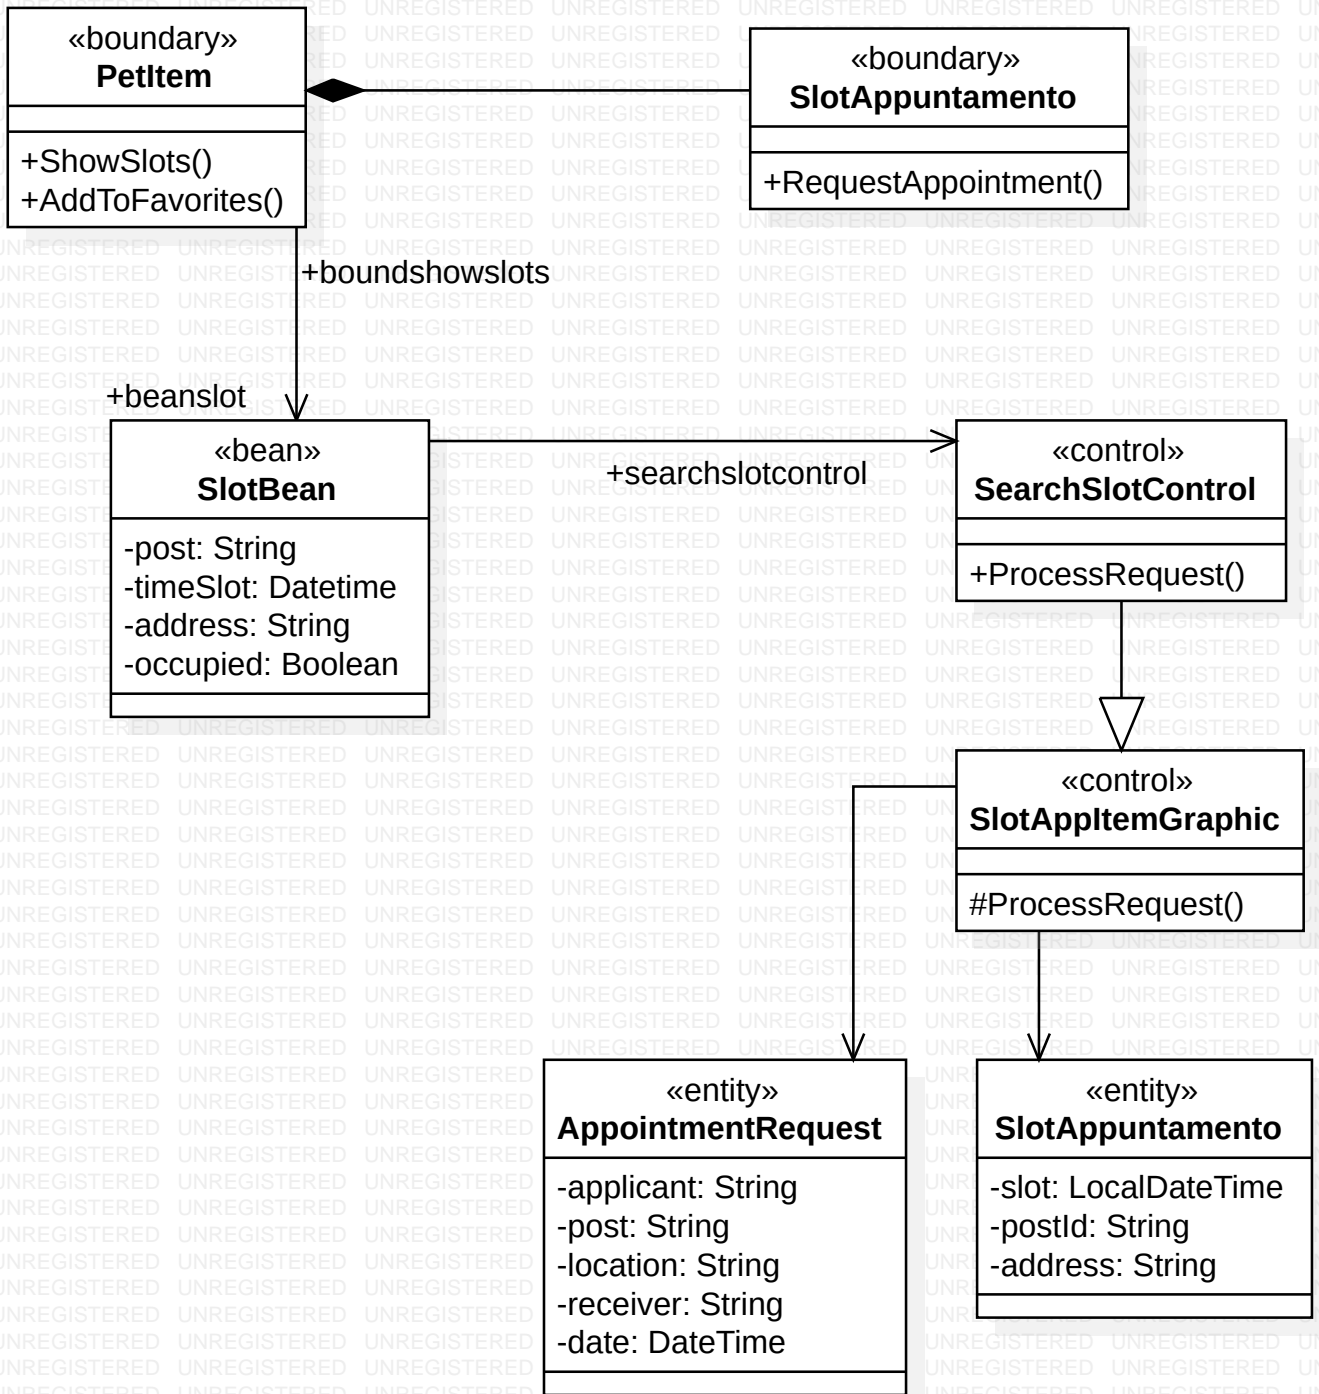 «boundary»
PetItem
+ShowSlots()
+AddToFavorites()
«boundary»
SlotAppuntamento
+RequestAppointment()
+boundshowslots
+beanslot
«bean»
SlotBean
-post: String
-timeSlot: Datetime
-address: String
-occupied: Boolean
+searchslotcontrol
«control»
SearchSlotControl
+ProcessRequest()
«control»
SlotAppItemGraphic
#ProcessRequest()
«entity»
AppointmentRequest
-applicant: String
-post: String
-location: String
-receiver: String
-date: DateTime
«entity»
SlotAppuntamento
-slot: LocalDateTime
-postId: String
-address: String
UNREGISTERED